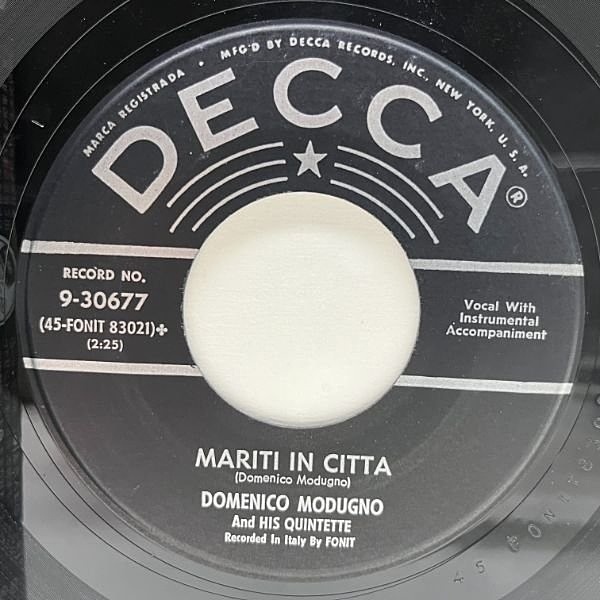 MARCA REGISTRADA • MFG'D BY DECCA RECORDS, INC., NEW YORK, U.S.A.
DECCA®
RECORD NO.
9-30677
(45-FONIT 83021)✤
(2:25)
Vocal With
Instrumental
Accompaniment
MARITI IN CITTA
(Domenico Modugno)
DOMENICO MODUGNO
And HIS QUINTETTE
Recorded In Italy By FONIT